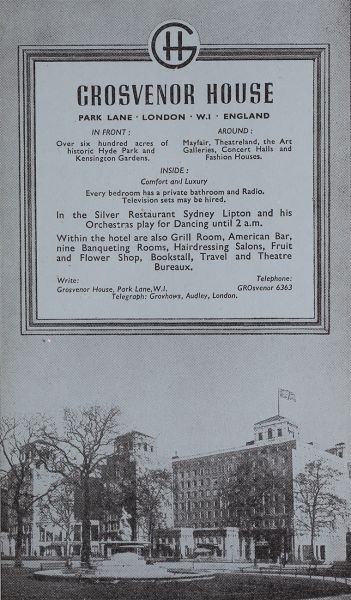 GH
GROSVENOR HOUSE
PARK LANE · LONDON · W.I · ENGLAND
IN FRONT :
Over six hundred acres of
historic Hyde Park and
Kensington Gardens.
AROUND :
Mayfair, Theatreland, the Art
Galleries, Concert Halls and
Fashion Houses.
INSIDE :
Comfort and Luxury
Every bedroom has a private bathroom and Radio.
Television sets may be hired.
In the Silver Restaurant Sydney Lipton and his
Orchestras play for Dancing until 2 a.m.
Within the hotel are also Grill Room, American Bar,
nine Banqueting Rooms, Hairdressing Salons, Fruit
and Flower Shop, Bookstall, Travel and Theatre
Bureaux.
Write:
Grosvenor House, Park Lane,W.I.
Telephone:
GROsvenor 6363
Telegraph: Grovhows, Audley, London.